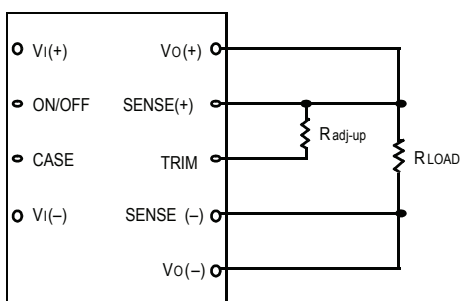 VI(+) VO(+)
ON/OFF SENSE(+)
Radj-up
CASE TRIM RLOAD
VI(–) SENSE (–)
VO(–)